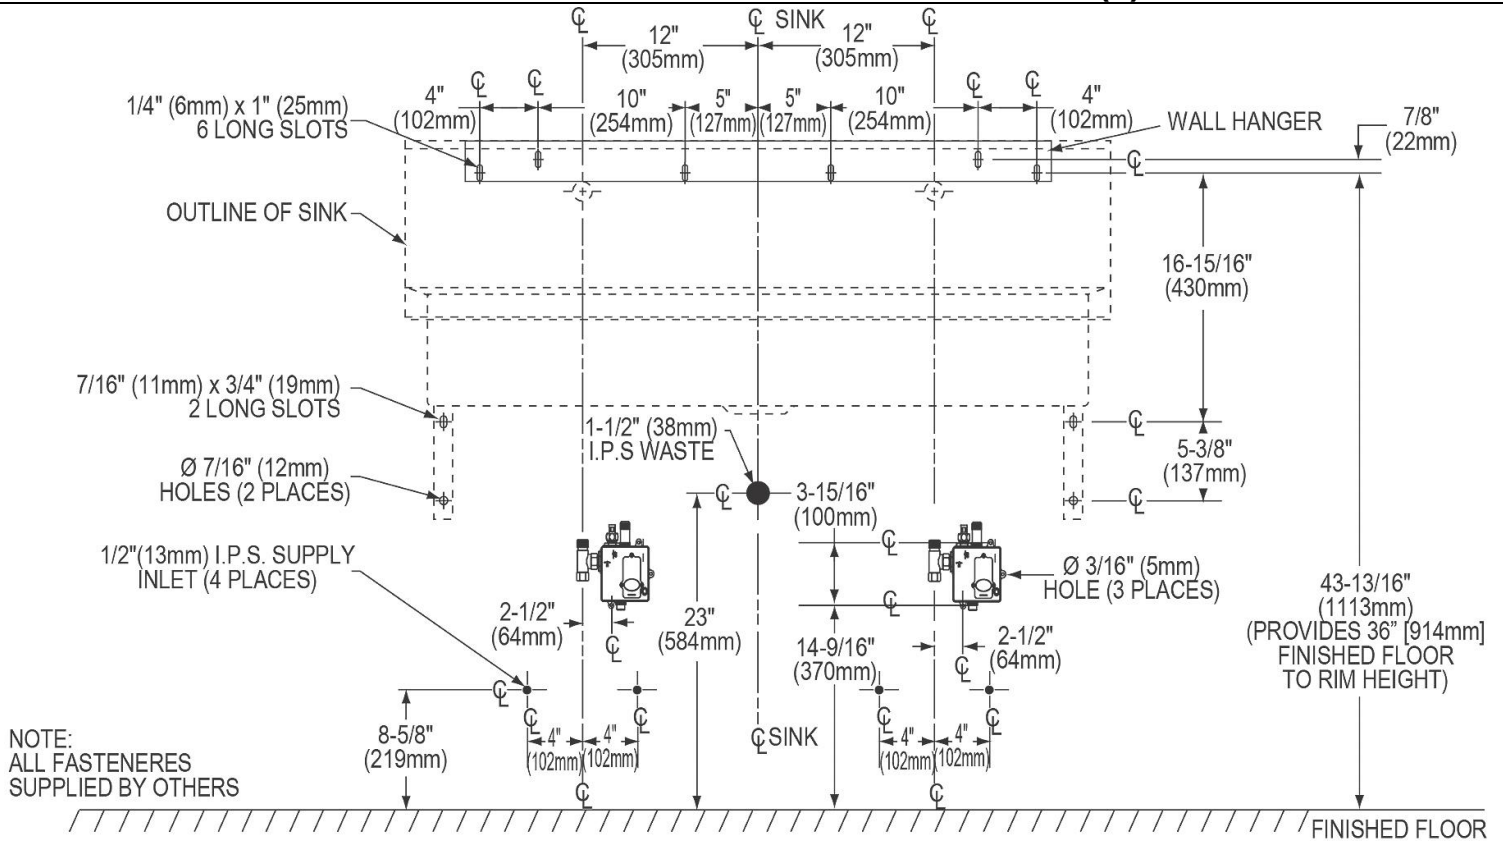 ℄
℄ SINK
℄
12"
(305mm)
12"
(305mm)
℄
℄
℄
℄
1/4" (6mm) x 1" (25mm)
6 LONG SLOTS
4"
(102mm)
10"
(254mm)
5"
(127mm)
5"
(127mm)
10"
(254mm)
4"
(102mm)
WALL HANGER
7/8"
(22mm)
℄
OUTLINE OF SINK
16-15/16"
(430mm)
7/16" (11mm) x 3/4" (19mm)
2 LONG SLOTS
1-1/2" (38mm)
I.P.S WASTE
℄
5-3/8"
(137mm)
Ø 7/16" (12mm)
HOLES (2 PLACES)
℄
3-15/16"
(100mm)
℄
1/2"(13mm) I.P.S. SUPPLY
INLET (4 PLACES)
℄
Ø 3/16" (5mm)
HOLE (3 PLACES)
43-13/16"
(1113mm)
(PROVIDES 36” [914mm]
FINISHED FLOOR
TO RIM HEIGHT)
2-1/2"
(64mm)
℄
23"
(584mm)
℄
14-9/16"
(370mm)
2-1/2"
(64mm)
℄
℄
℄
℄
℄
℄
8-5/8"
(219mm)
4"
(102mm)
4"
(102mm)
℄ SINK
4"
(102mm)
4"
(102mm)
NOTE:
ALL FASTENERES
SUPPLIED BY OTHERS
℄
℄
FINISHED FLOOR